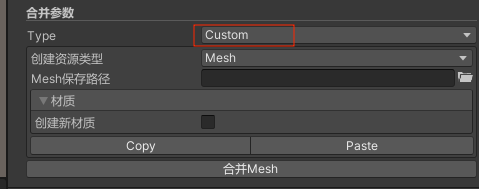 合并参数
Type Custom
创建资源类型 Mesh
Mesh保存路径
材质
创建新材质
Copy Paste
合并Mesh